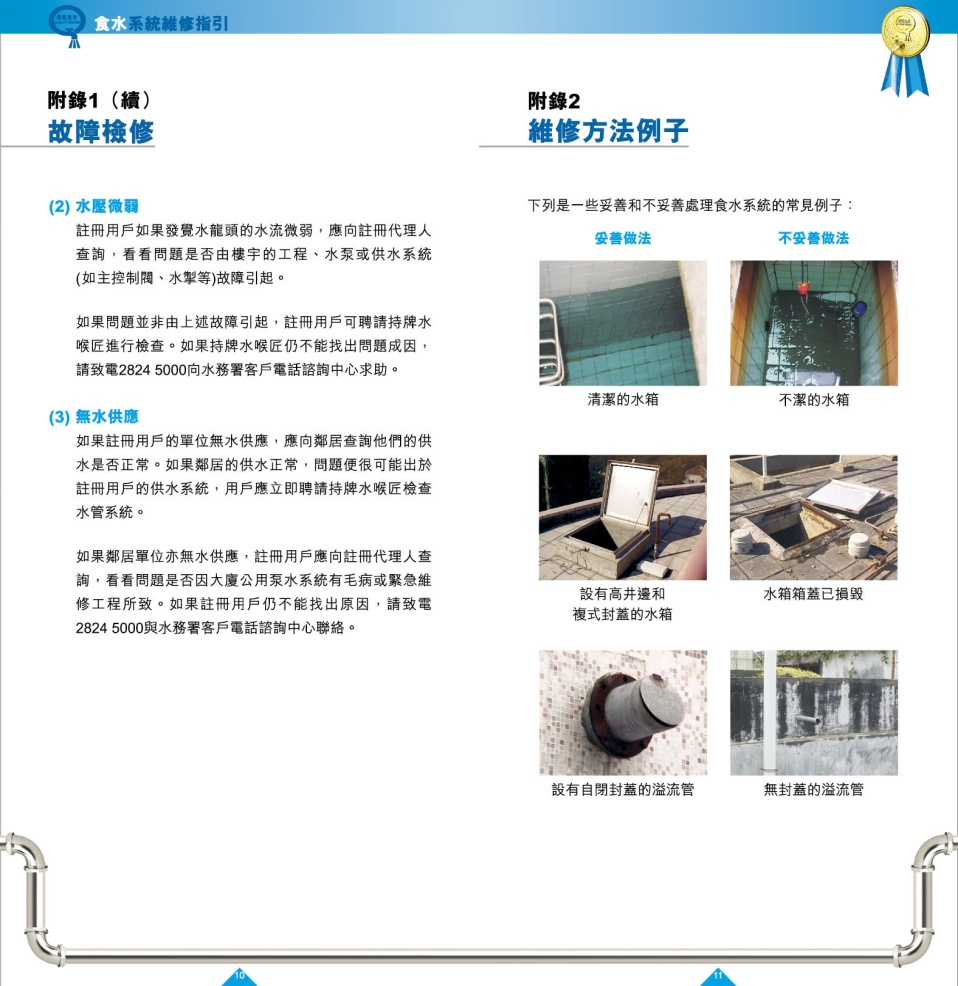 食水系統維修指引
附錄1（續）
故障檢修
(2) 水壓微弱
註冊用戶如果發覺水龍頭的水流微弱，應向註冊代理人
查詢，看看問題是否由樓宇的工程、水泵或供水系統
(如主控制閥、水掣等)故障引起。
如果問題並非由上述故障引起，註冊用戶可聘請持牌水
喉匠進行檢查。如果持牌水喉匠仍不能找出問題成因，
請致電2824 5000向水務署客戶電話諮詢中心求助。
(3) 無水供應
如果註冊用戶的單位無水供應，應向鄰居查詢他們的供
水是否正常。如果鄰居的供水正常，問題便很可能出於
註冊用戶的供水系統，用戶應立即聘請持牌水喉匠檢查
水管系統。
如果鄰居單位亦無水供應，註冊用戶應向註冊代理人查
詢，看看問題是否因大廈公用泵水系統有毛病或緊急維
修工程所致。如果註冊用戶仍不能找出原因，請致電
2824 5000與水務署客戶電話諮詢中心聯絡。
10
附錄2
維修方法例子
下列是一些妥善和不妥善處理食水系統的常見例子：
妥善做法
不妥善做法
清潔的水箱
不潔的水箱
設有高井邊和
複式封蓋的水箱
水箱箱蓋已損毀
設有自閉封蓋的溢流管
無封蓋的溢流管
11